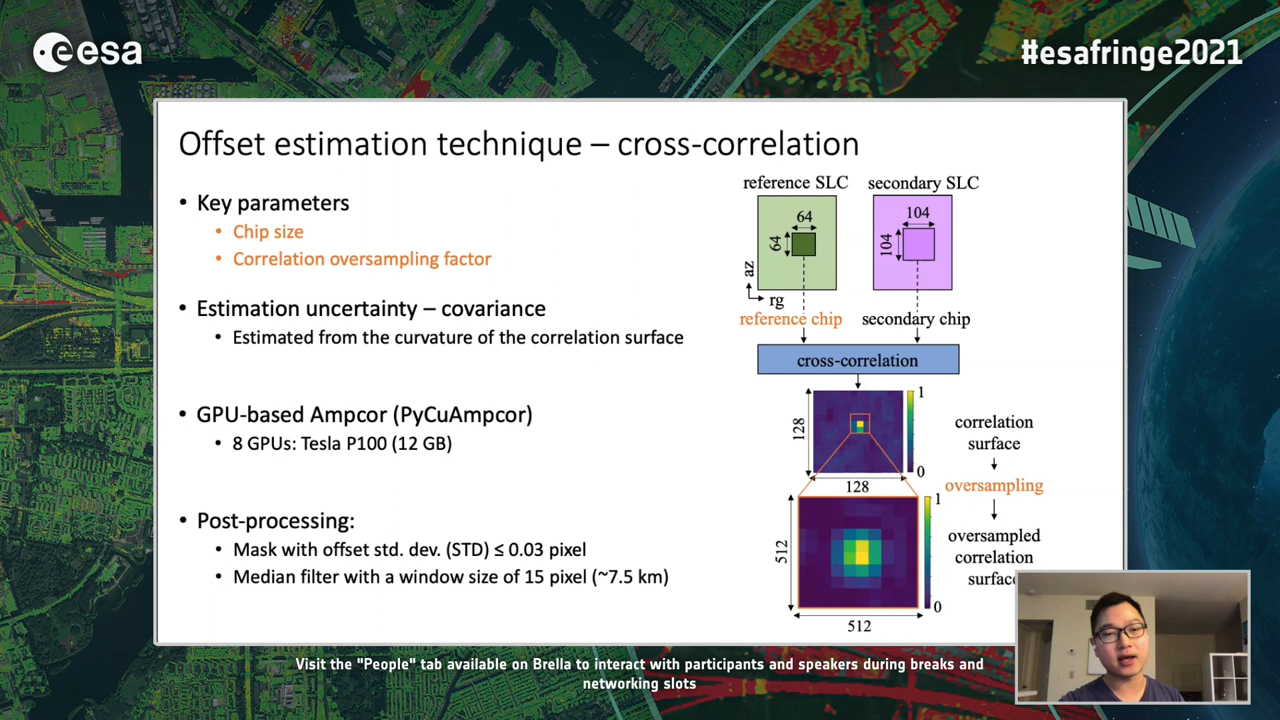 esa
#esafringe2021
Offset estimation technique – cross-correlation
• Key parameters
• Chip size
• Correlation oversampling factor
• Estimation uncertainty – covariance
• Estimated from the curvature of the correlation surface
• GPU-based Ampcor (PyCuAmpcor)
• 8 GPUs: Tesla P100 (12 GB)
• Post-processing:
• Mask with offset std. dev. (STD) ≤ 0.03 pixel
• Median filter with a window size of 15 pixel (~7.5 km)
reference SLC
secondary SLC
64
64
104
104
az
rg
reference chip
secondary chip
cross-correlation
1
0
128
128
correlation
surface
oversampling
oversampled
correlation
surface
1
0
512
512
Visit the "People" tab available on Brella to interact with participants and speakers during breaks and
networking slots